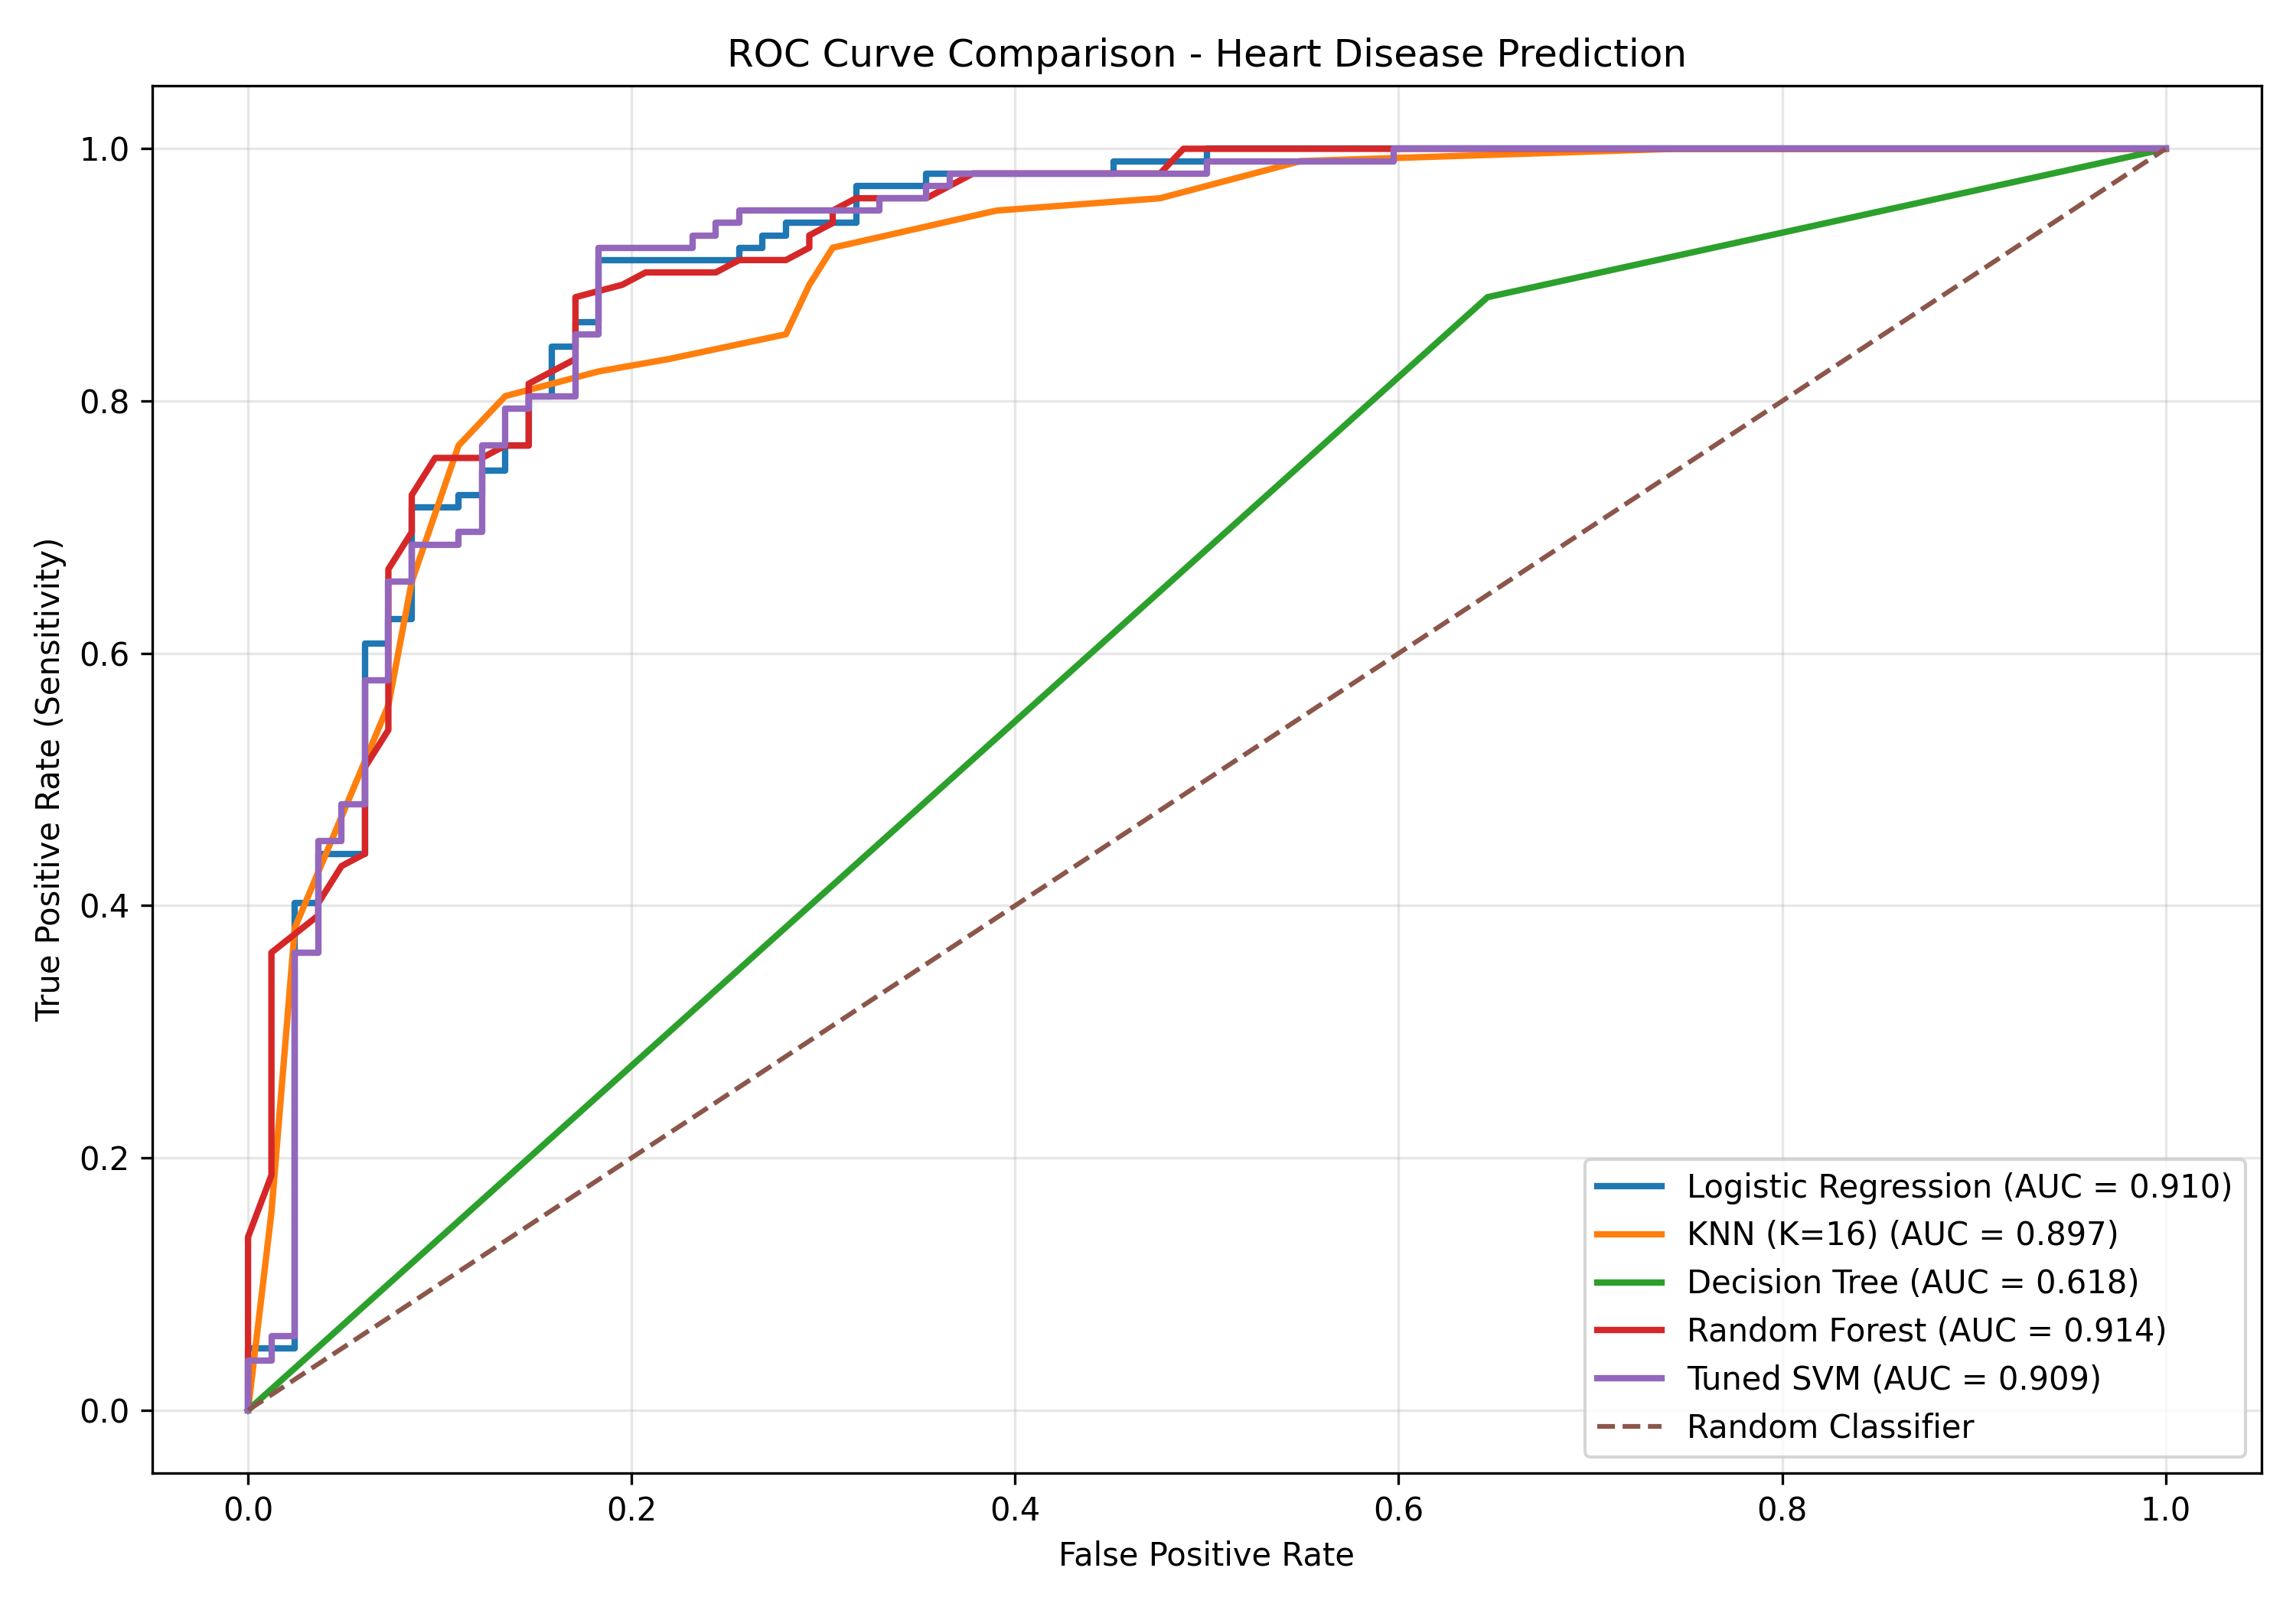 ROC Curve Comparison - Heart Disease Prediction
1.0
0.8
0.6
0.4
0.2
0.0
True Positive Rate (Sensitivity)
Logistic Regression (AUC = 0.910)
KNN (K=16) (AUC = 0.897)
Decision Tree (AUC = 0.618)
Random Forest (AUC = 0.914)
Tuned SVM (AUC = 0.909)
Random Classifier
0.0 0.2 0.4 0.6 0.8 1.0
False Positive Rate